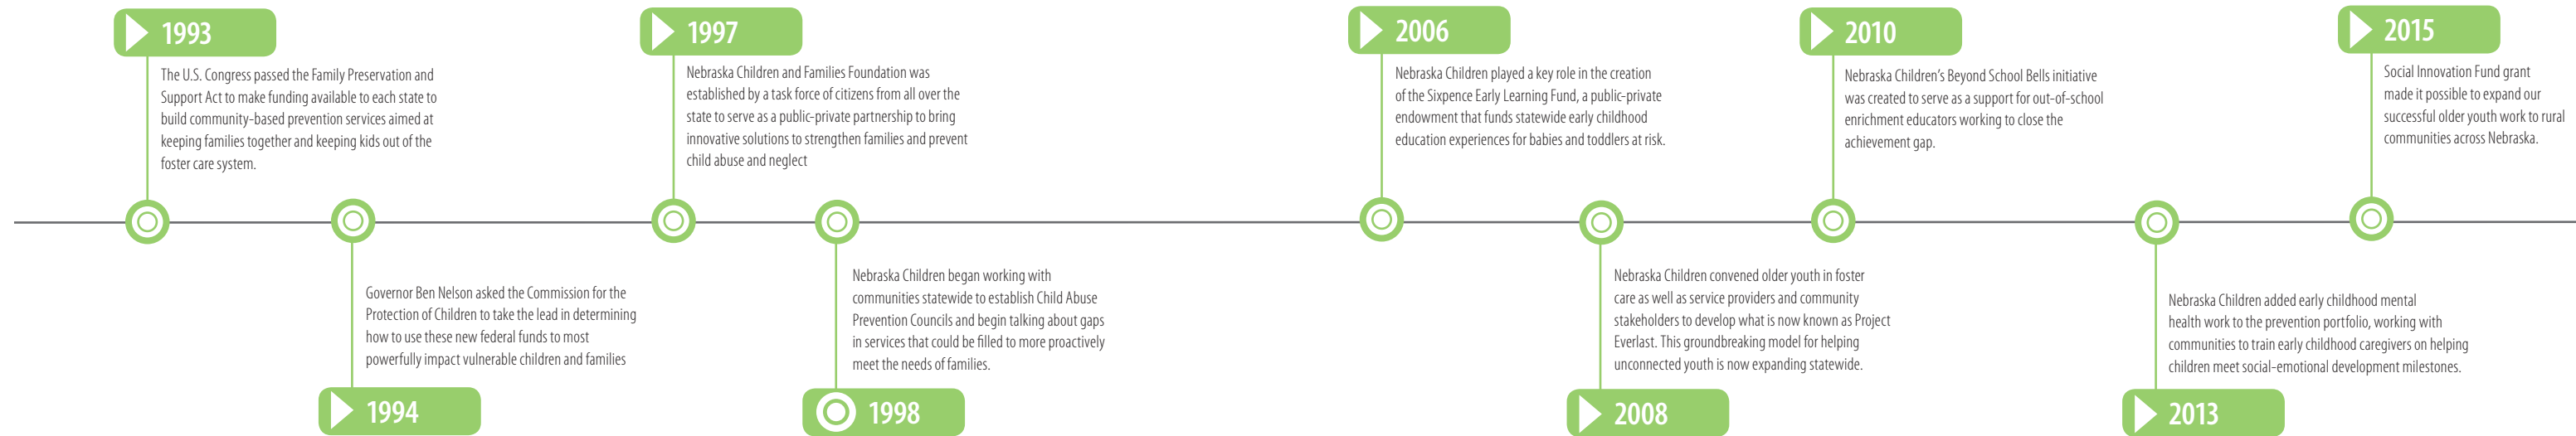 1993
The U.S. Congress passed the Family Preservation and
Support Act to make funding available to each state to
build community-based prevention services aimed at
keeping families together and keeping kids out of the
foster care system.
Governor Ben Nelson asked the Commission for the
Protection of Children to take the lead in determining
how to use these new federal funds to most
powerfully impact vulnerable children and families
1994
1997
Nebraska Children and Families Foundation was
established by a task force of citizens from all over the
state to serve as a public-private partnership to bring
innovative solutions to strengthen families and prevent
child abuse and neglect
Nebraska Children began working with
communities statewide to establish Child Abuse
Prevention Councils and begin talking about gaps
in services that could be filled to more proactively
meet the needs of families.
1998
2006
Nebraska Children played a key role in the creation
of the Sixpence Early Learning Fund, a public-private
endowment that funds statewide early childhood
education experiences for babies and toddlers at risk.
Nebraska Children convened older youth in foster
care as well as service providers and community
stakeholders to develop what is now known as Project
Everlast. This groundbreaking model for helping
unconnected youth is now expanding statewide.
2008
2010
Nebraska Children's Beyond School Bells initiative
was created to serve as a support for out-of-school
enrichment educators working to close the
achievement gap.
Nebraska Children added early childhood mental
health work to the prevention portfolio, working with
communities to train early childhood caregivers on helping
children meet social-emotional development milestones.
2013
2015
Social Innovation Fund grant
made it possible to expand our
successful older youth work to rural
communities across Nebraska.